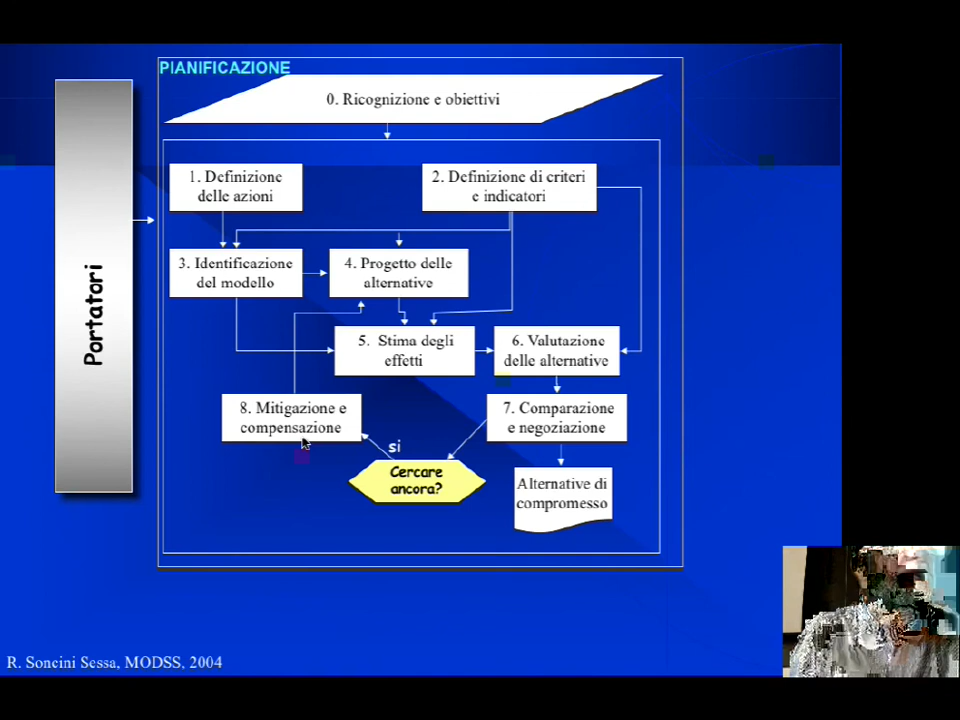 PIANIFICAZIONE
0. Ricognizione e obiettivi
1. Definizione
delle azioni
2. Definizione di criteri
e indicatori
3. Identificazione
del modello
4. Progetto delle
alternative
5. Stima degli
effetti
6. Valutazione
delle alternative
8. Mitigazione e
compensazione
7. Comparazione
e negoziazione
si
Cercare
ancora?
Alternative di
compromesso
Portatori
R. Soncini Sessa, MODSS, 2004